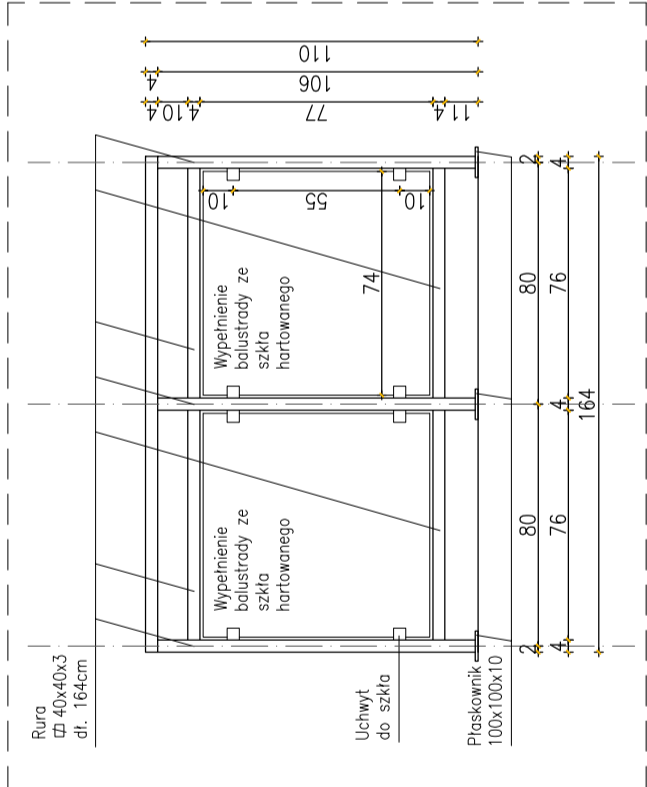 Rura
▯ 40x40x3
dł. 164cm
Wypełnienie
balustrady ze
szkła
hartowanego
Wypełnienie
balustrady ze
szkła
hartowanego
Uchwyt
do szkła
Płaskownik
100x100x10
110
4
106
4
10
4
77
4
11
10
55
10
74
2
80
80
2
4
76
4
76
4
164